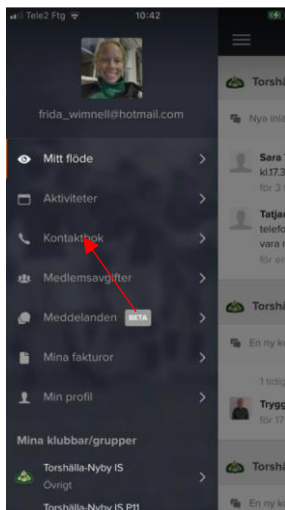 Tele2 Ftg 10:42
frida_wimnell@hotmail.com
Mitt flöde
Aktiviteter
Kontaktbok
Medlemsavgifter
Meddelanden BETA
Mina fakturor
Min profil
Mina klubbar/grupper
Torshälla-Nyby IS
Övrigt
Torshälla-Nyby IS P11
Torshä
Nya inlä
Sara
kl.17.3
för 3
Tatja
telefo
vara r
för er
Torshä
En ny k
1 tidig
Trygg
för 17
Torshä
En ny k